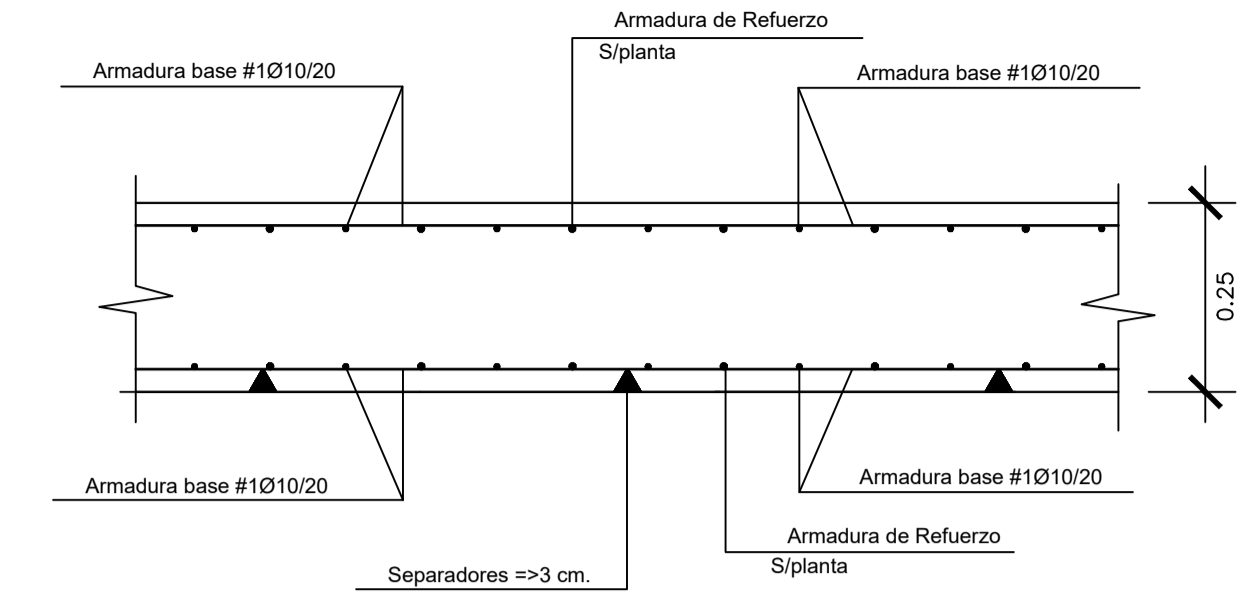 Armadura de Refuerzo
S/planta
Armadura base #1Ø10/20
Armadura base #1Ø10/20
0.25
Armadura base #1Ø10/20
Armadura base #1Ø10/20
Armadura de Refuerzo
S/planta
Separadores =>3 cm.